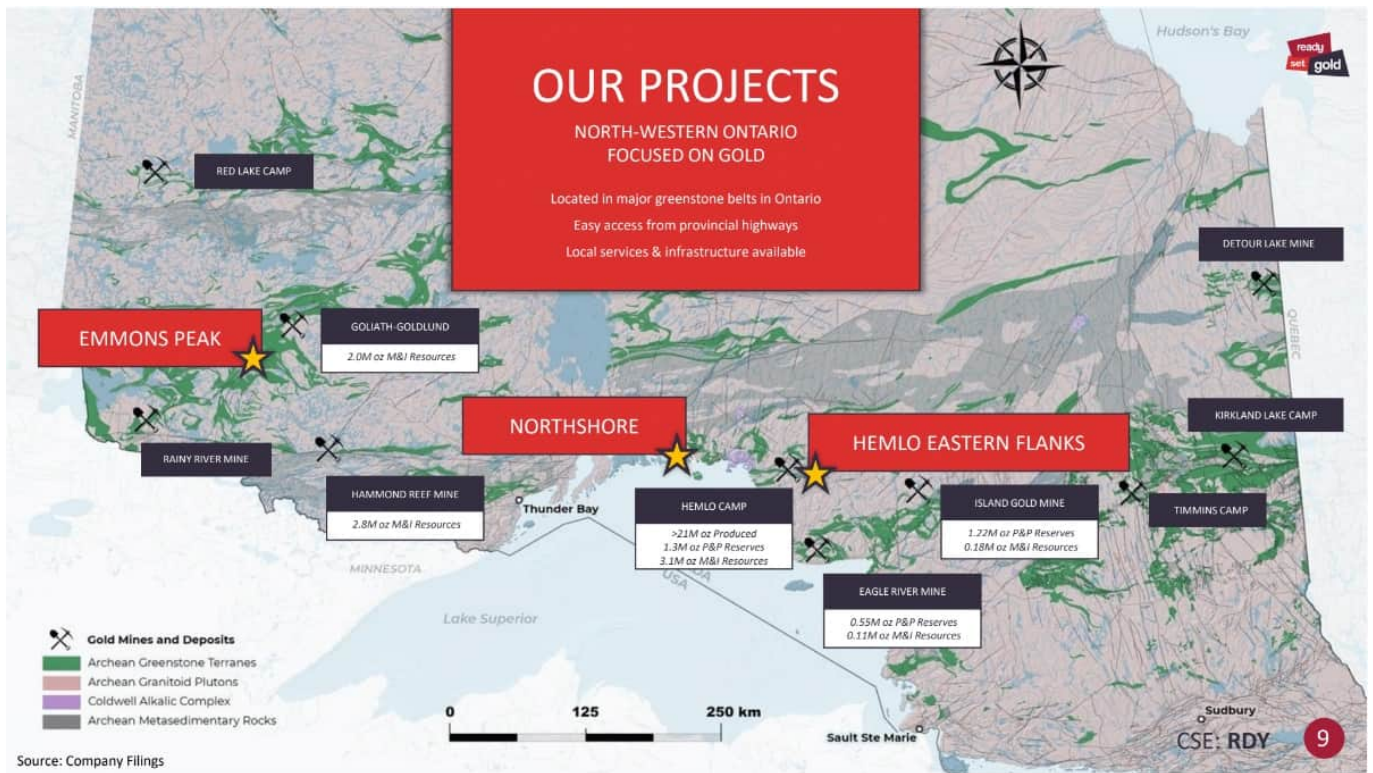 OUR PROJECTS
NORTH-WESTERN ONTARIO
FOCUSED ON GOLD
Located in major greenstone belts in Ontario
Easy access from provincial highways
Local services & infrastructure available
Hudson's Bay
ready
set gold
MANITOBA
RED LAKE CAMP
DETOUR LAKE MINE
QUEBEC
EMMONS PEAK
GOLIATH-GOLDLUND
2.0M oz M&I Resources
NORTHSHORE
HEMLO EASTERN FLANKS
KIRKLAND LAKE CAMP
RAINY RIVER MINE
HAMMOND REEF MINE
2.8M oz M&I Resources
Thunder Bay
HEMLO CAMP
>21M oz Produced
1.3M oz P&P Reserves
3.1M oz M&I Resources
ISLAND GOLD MINE
1.22M oz P&P Reserves
0.18M oz M&I Resources
TIMMINS CAMP
MINNESOTA
USA
EAGLE RIVER MINE
0.55M oz P&P Reserves
0.11M oz M&I Resources
Lake Superior
Gold Mines and Deposits
Archean Greenstone Terranes
Archean Granitoid Plutons
Coldwell Alkalic Complex
Archean Metasedimentary Rocks
0 125 250 km
Sault Ste Marie
Sudbury
CSE: RDY
9
Source: Company Filings